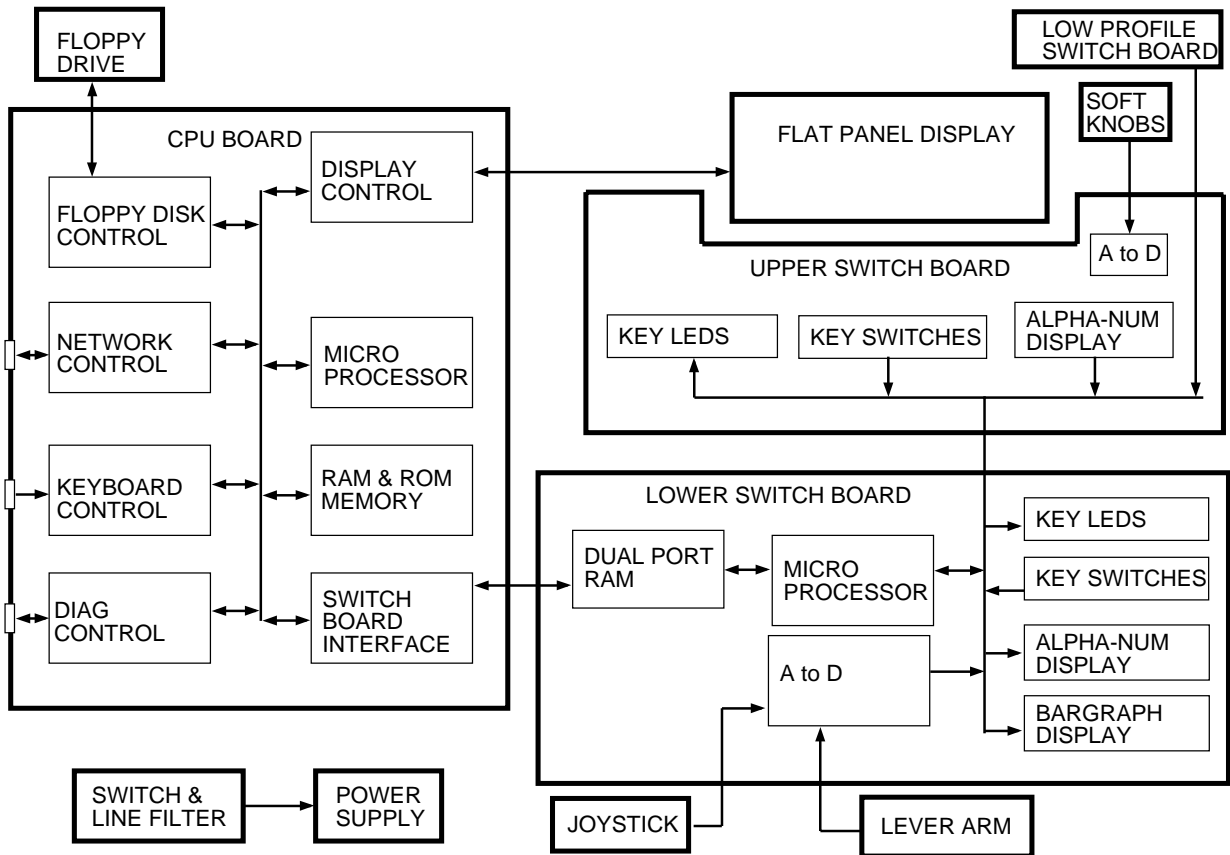 FLOPPY
DRIVE
LOW PROFILE
SWITCH BOARD
SOFT
KNOBS
CPU BOARD
DISPLAY
CONTROL
FLAT PANEL DISPLAY
FLOPPY DISK
CONTROL
UPPER SWITCH BOARD
A to D
NETWORK
CONTROL
MICRO
PROCESSOR
KEY LEDS
KEY SWITCHES
ALPHA-NUM
DISPLAY
KEYBOARD
CONTROL
RAM & ROM
MEMORY
LOWER SWITCH BOARD
DUAL PORT
RAM
MICRO
PROCESSOR
KEY LEDS
KEY SWITCHES
DIAG
CONTROL
SWITCH
BOARD
INTERFACE
A to D
ALPHA-NUM
DISPLAY
BARGRAPH
DISPLAY
SWITCH &
LINE FILTER
POWER
SUPPLY
JOYSTICK
LEVER ARM